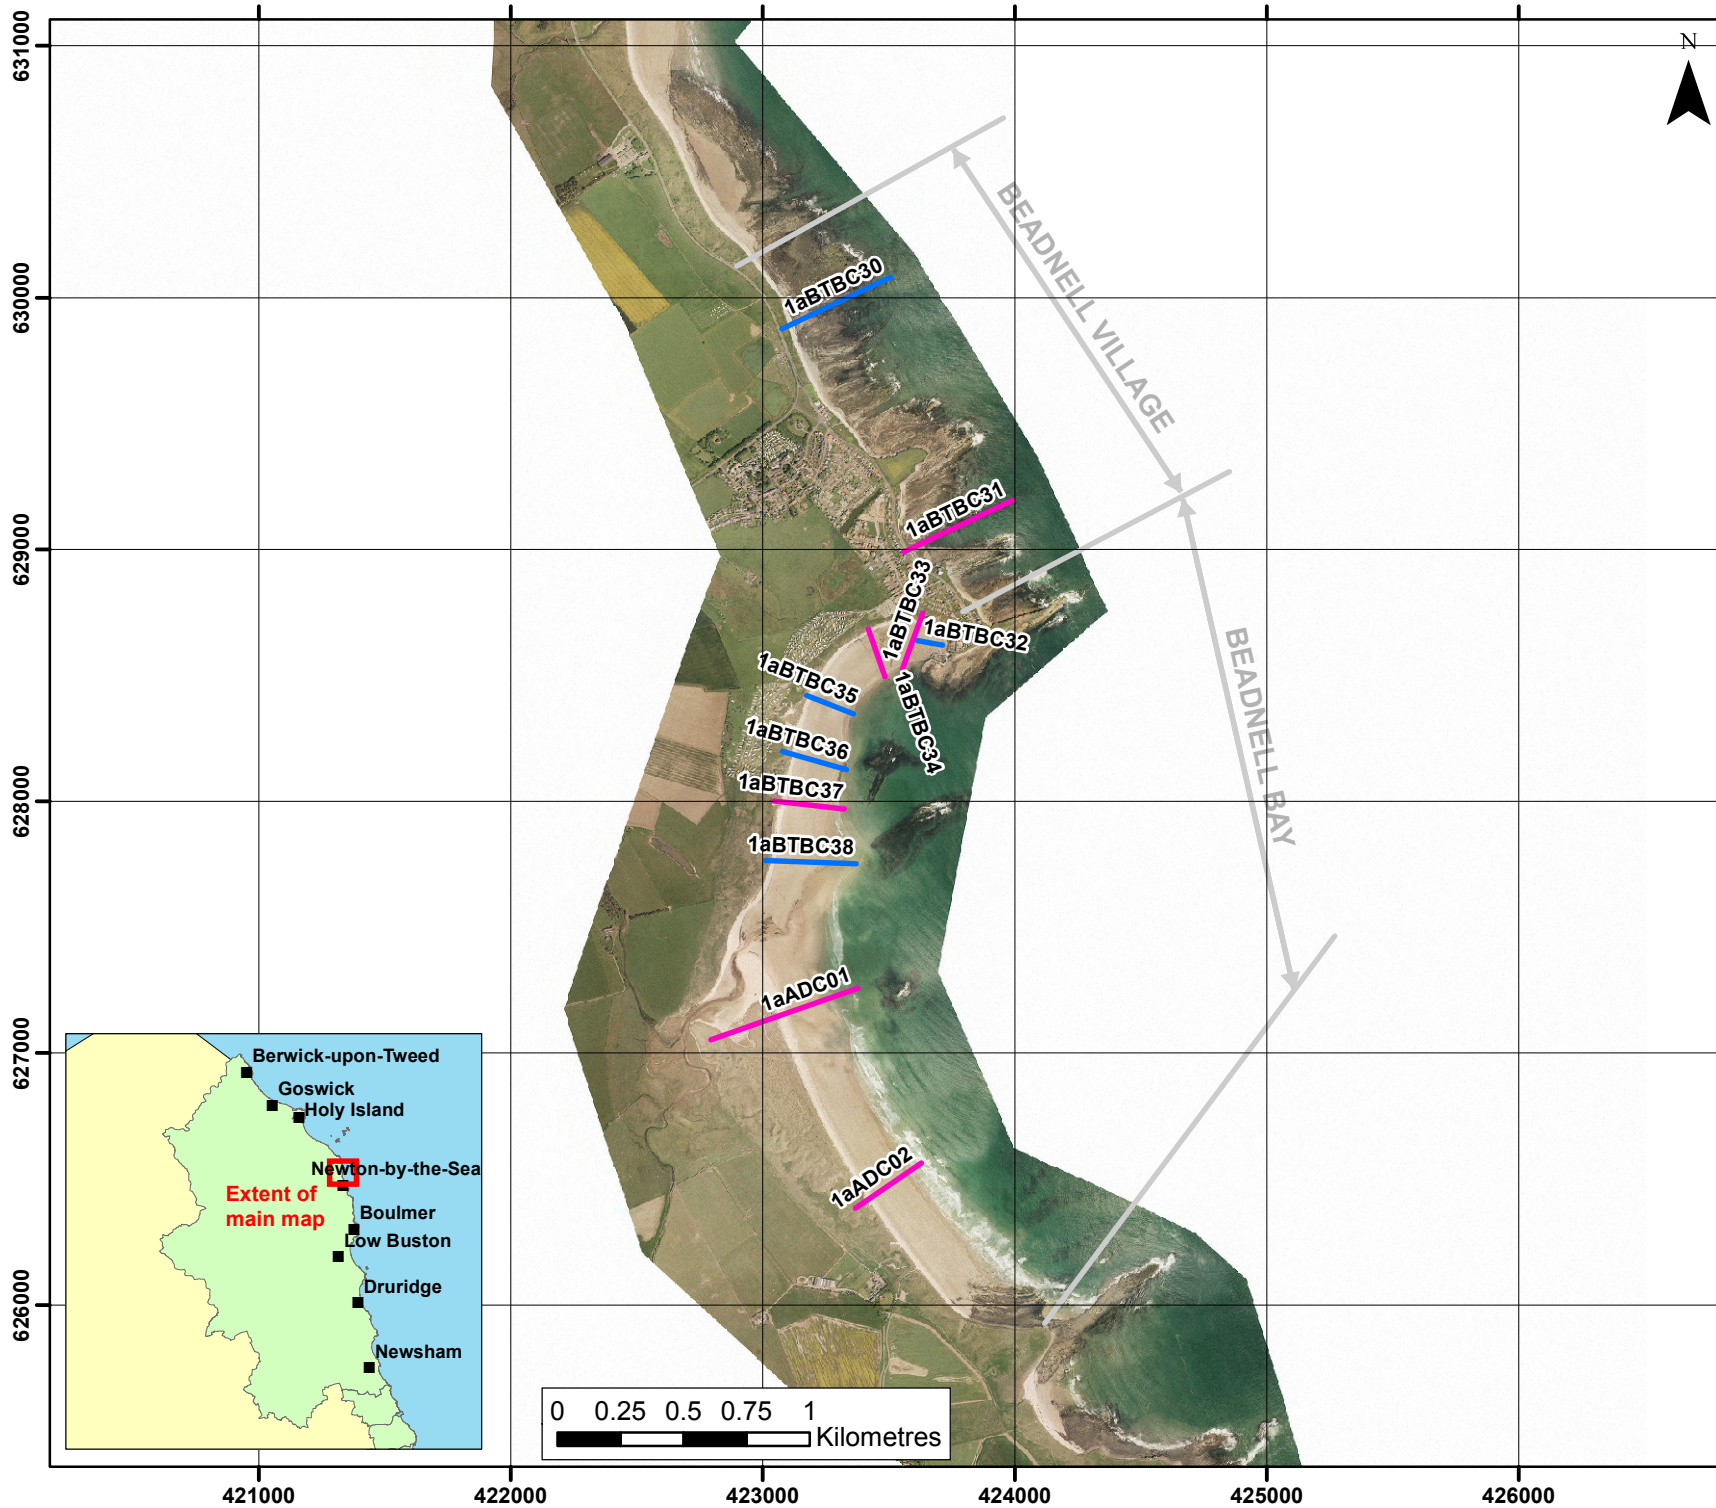 631000
630000
629000
628000
627000
626000
N
BEADNELL VILLAGE
BEADNELL BAY
1aBTBC30
1aBTBC31
1aBTBC33
1aBTBC32
1aBTBC34
1aBTBC35
1aBTBC36
1aBTBC37
1aBTBC38
1aADC01
1aADC02
Berwick-upon-Tweed
Goswick
Holy Island
Newton-by-the-Sea
Extent of
main map
Boulmer
Low Buston
Druridge
Newsham
0 0.25 0.5 0.75 1
Kilometres
421000 422000 423000 424000 425000 426000